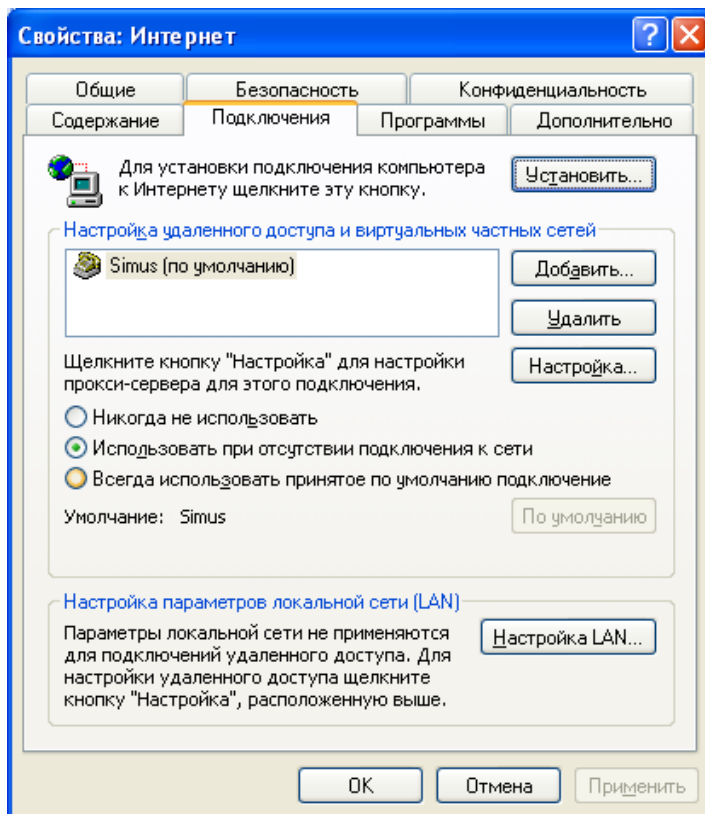 Свойства: Интернет
Общие
Безопасность
Конфиденциальность
Содержание
Подключения
Программы
Дополнительно
Для установки подключения компьютера
к Интернету щелкните эту кнопку.
Установить...
Настройка удаленного доступа и виртуальных частных сетей
Simus (по умолчанию)
Добавить...
Удалить
Щелкните кнопку "Настройка" для настройки
прокси-сервера для этого подключения.
Настройка...
Никогда не использовать
Использовать при отсутствии подключения к сети
Всегда использовать принятое по умолчанию подключение
Умолчание: Simus
По умолчанию
Настройка параметров локальной сети (LAN)
Параметры локальной сети не применяются
для подключений удаленного доступа. Для
настройки удаленного доступа щелкните
кнопку "Настройка", расположенную выше.
Настройка LAN...
OK
Отмена
Применить